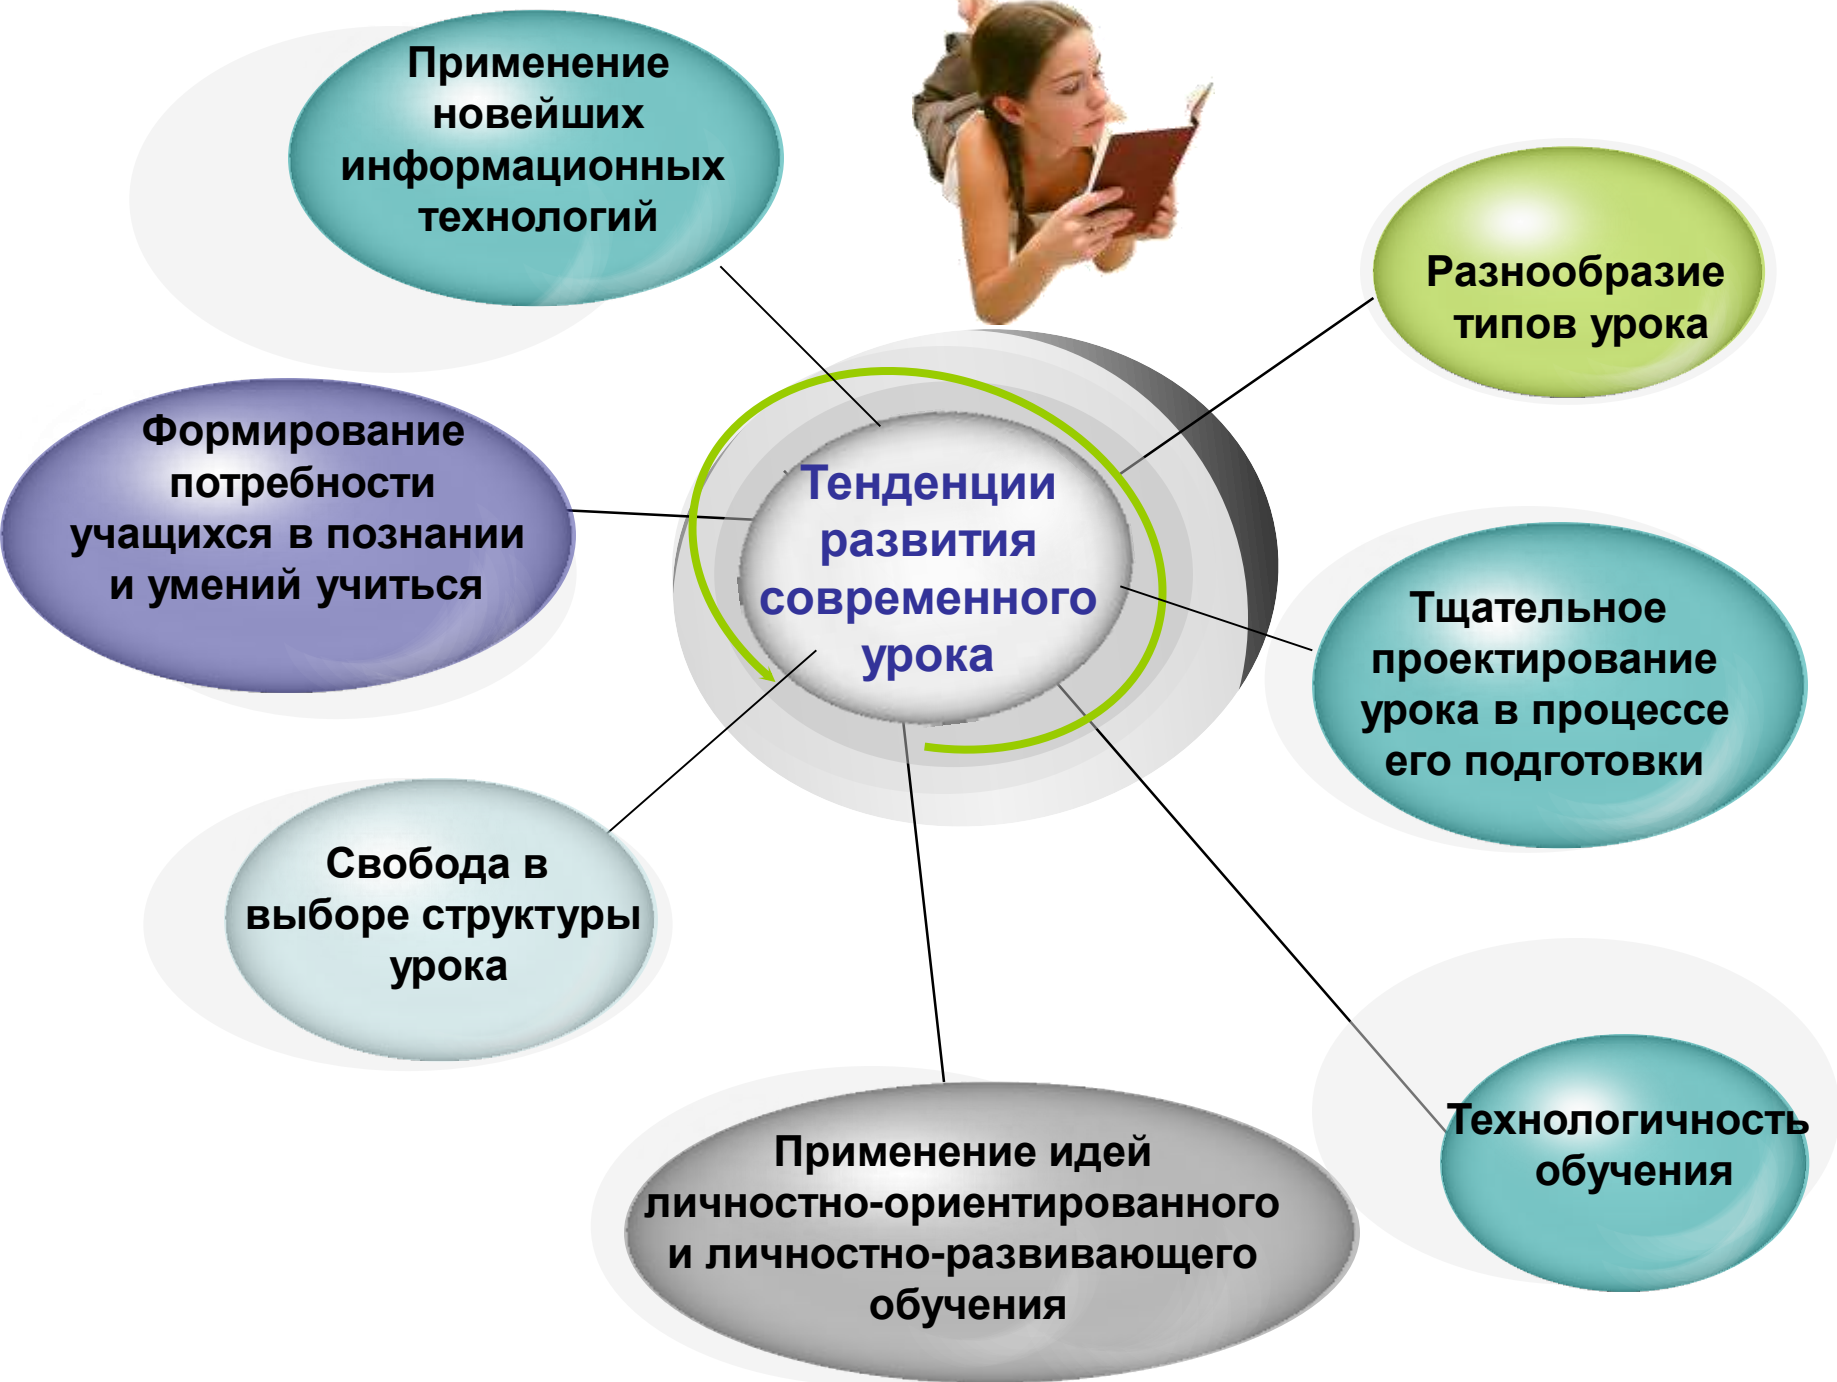 Применение
новейших
информационных
технологий
Разнообразие
типов урока
Формирование
потребности
учащихся в познании
и умений учиться
Тенденции
развития
современного
урока
Тщательное
проектирование
урока в процессе
его подготовки
Свобода в
выборе структуры
урока
Технологичность
обучения
Применение идей
личностно-ориентированного
и личностно-развивающего
обучения